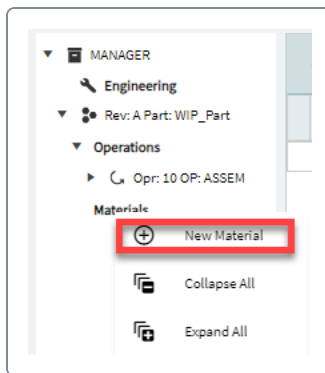 MANAGER
Engineering
Rev: A Part: WIP_Part
Operations
Opr: 10 OP: ASSEM
Materials
New Material
Collapse All
Expand All